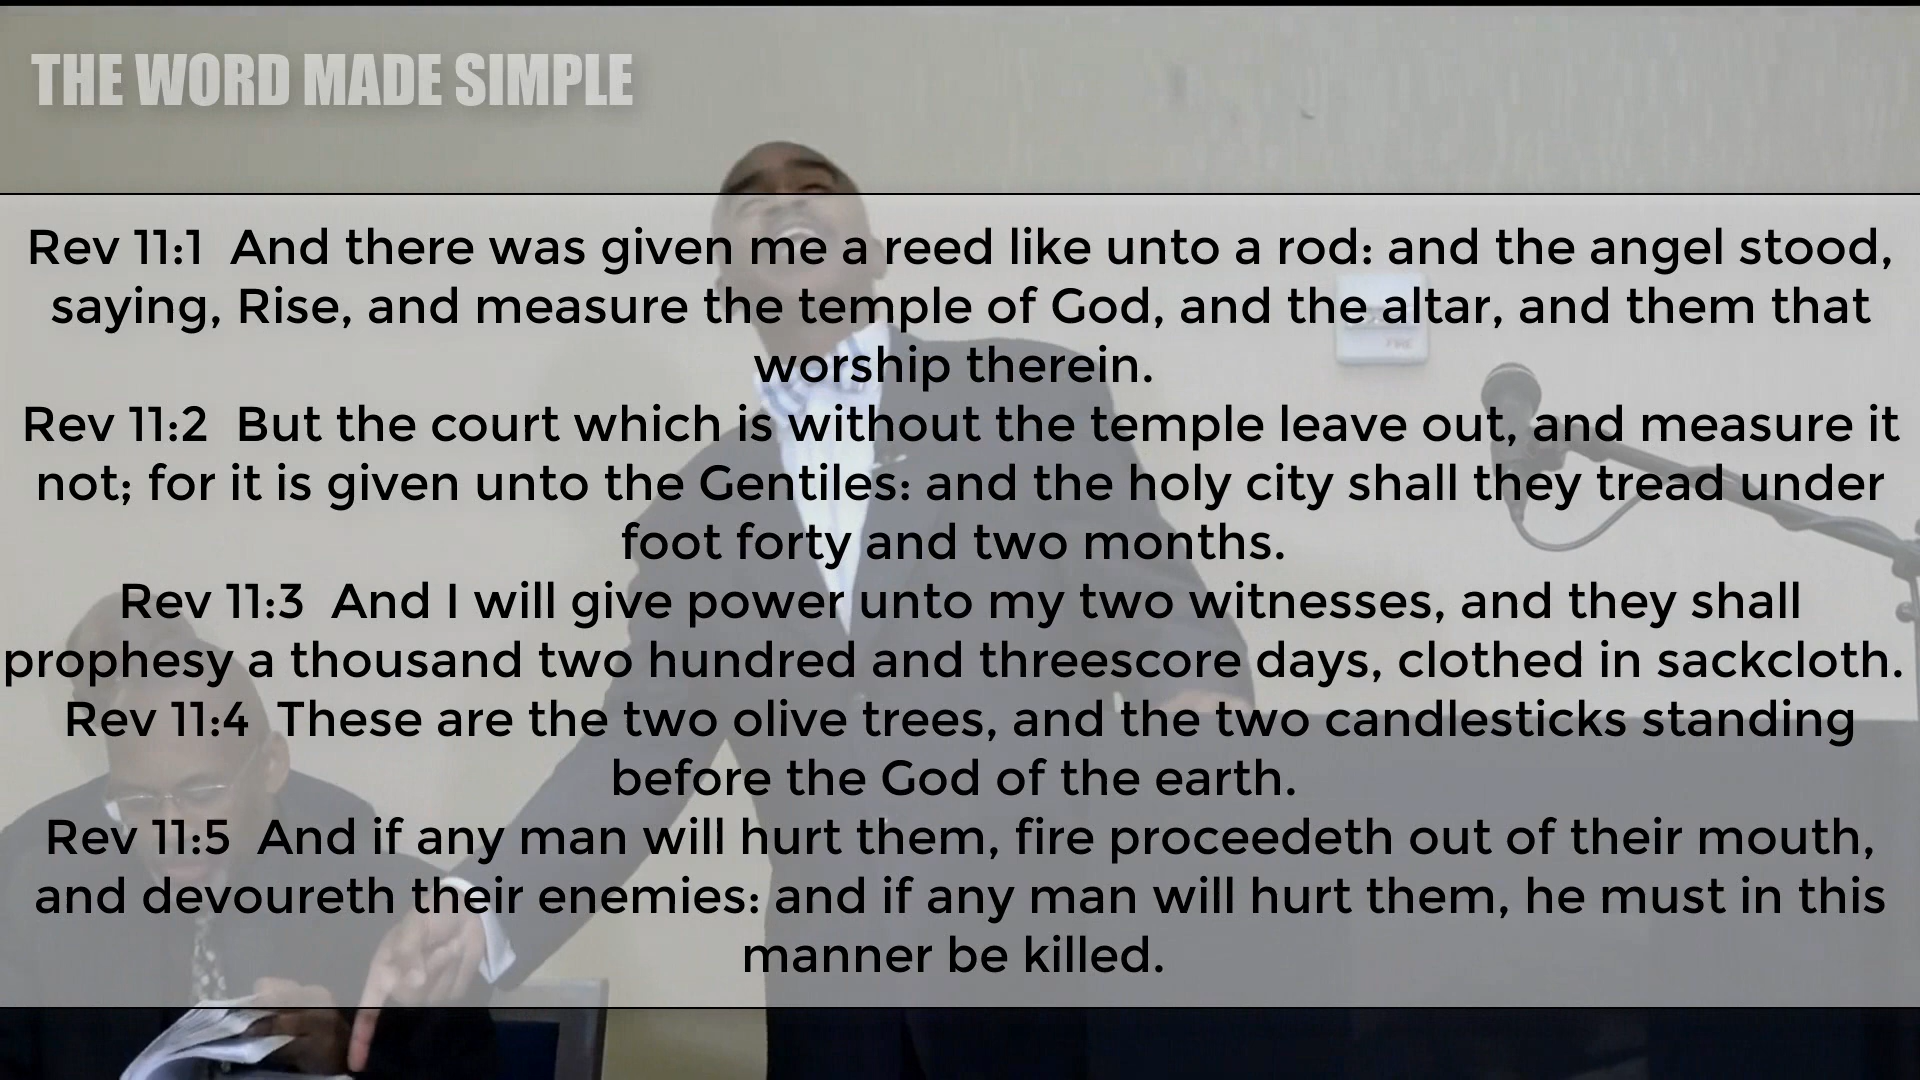 THE WORD MADE SIMPLE
Rev 11:1  And there was given me a reed like unto a rod: and the angel stood,
saying, Rise, and measure the temple of God, and the altar, and them that
worship therein.
Rev 11:2  But the court which is without the temple leave out, and measure it
not; for it is given unto the Gentiles: and the holy city shall they tread under
foot forty and two months.
Rev 11:3  And I will give power unto my two witnesses, and they shall
prophesy a thousand two hundred and threescore days, clothed in sackcloth.
Rev 11:4  These are the two olive trees, and the two candlesticks standing
before the God of the earth.
Rev 11:5  And if any man will hurt them, fire proceedeth out of their mouth,
and devoureth their enemies: and if any man will hurt them, he must in this
manner be killed.
FIRE